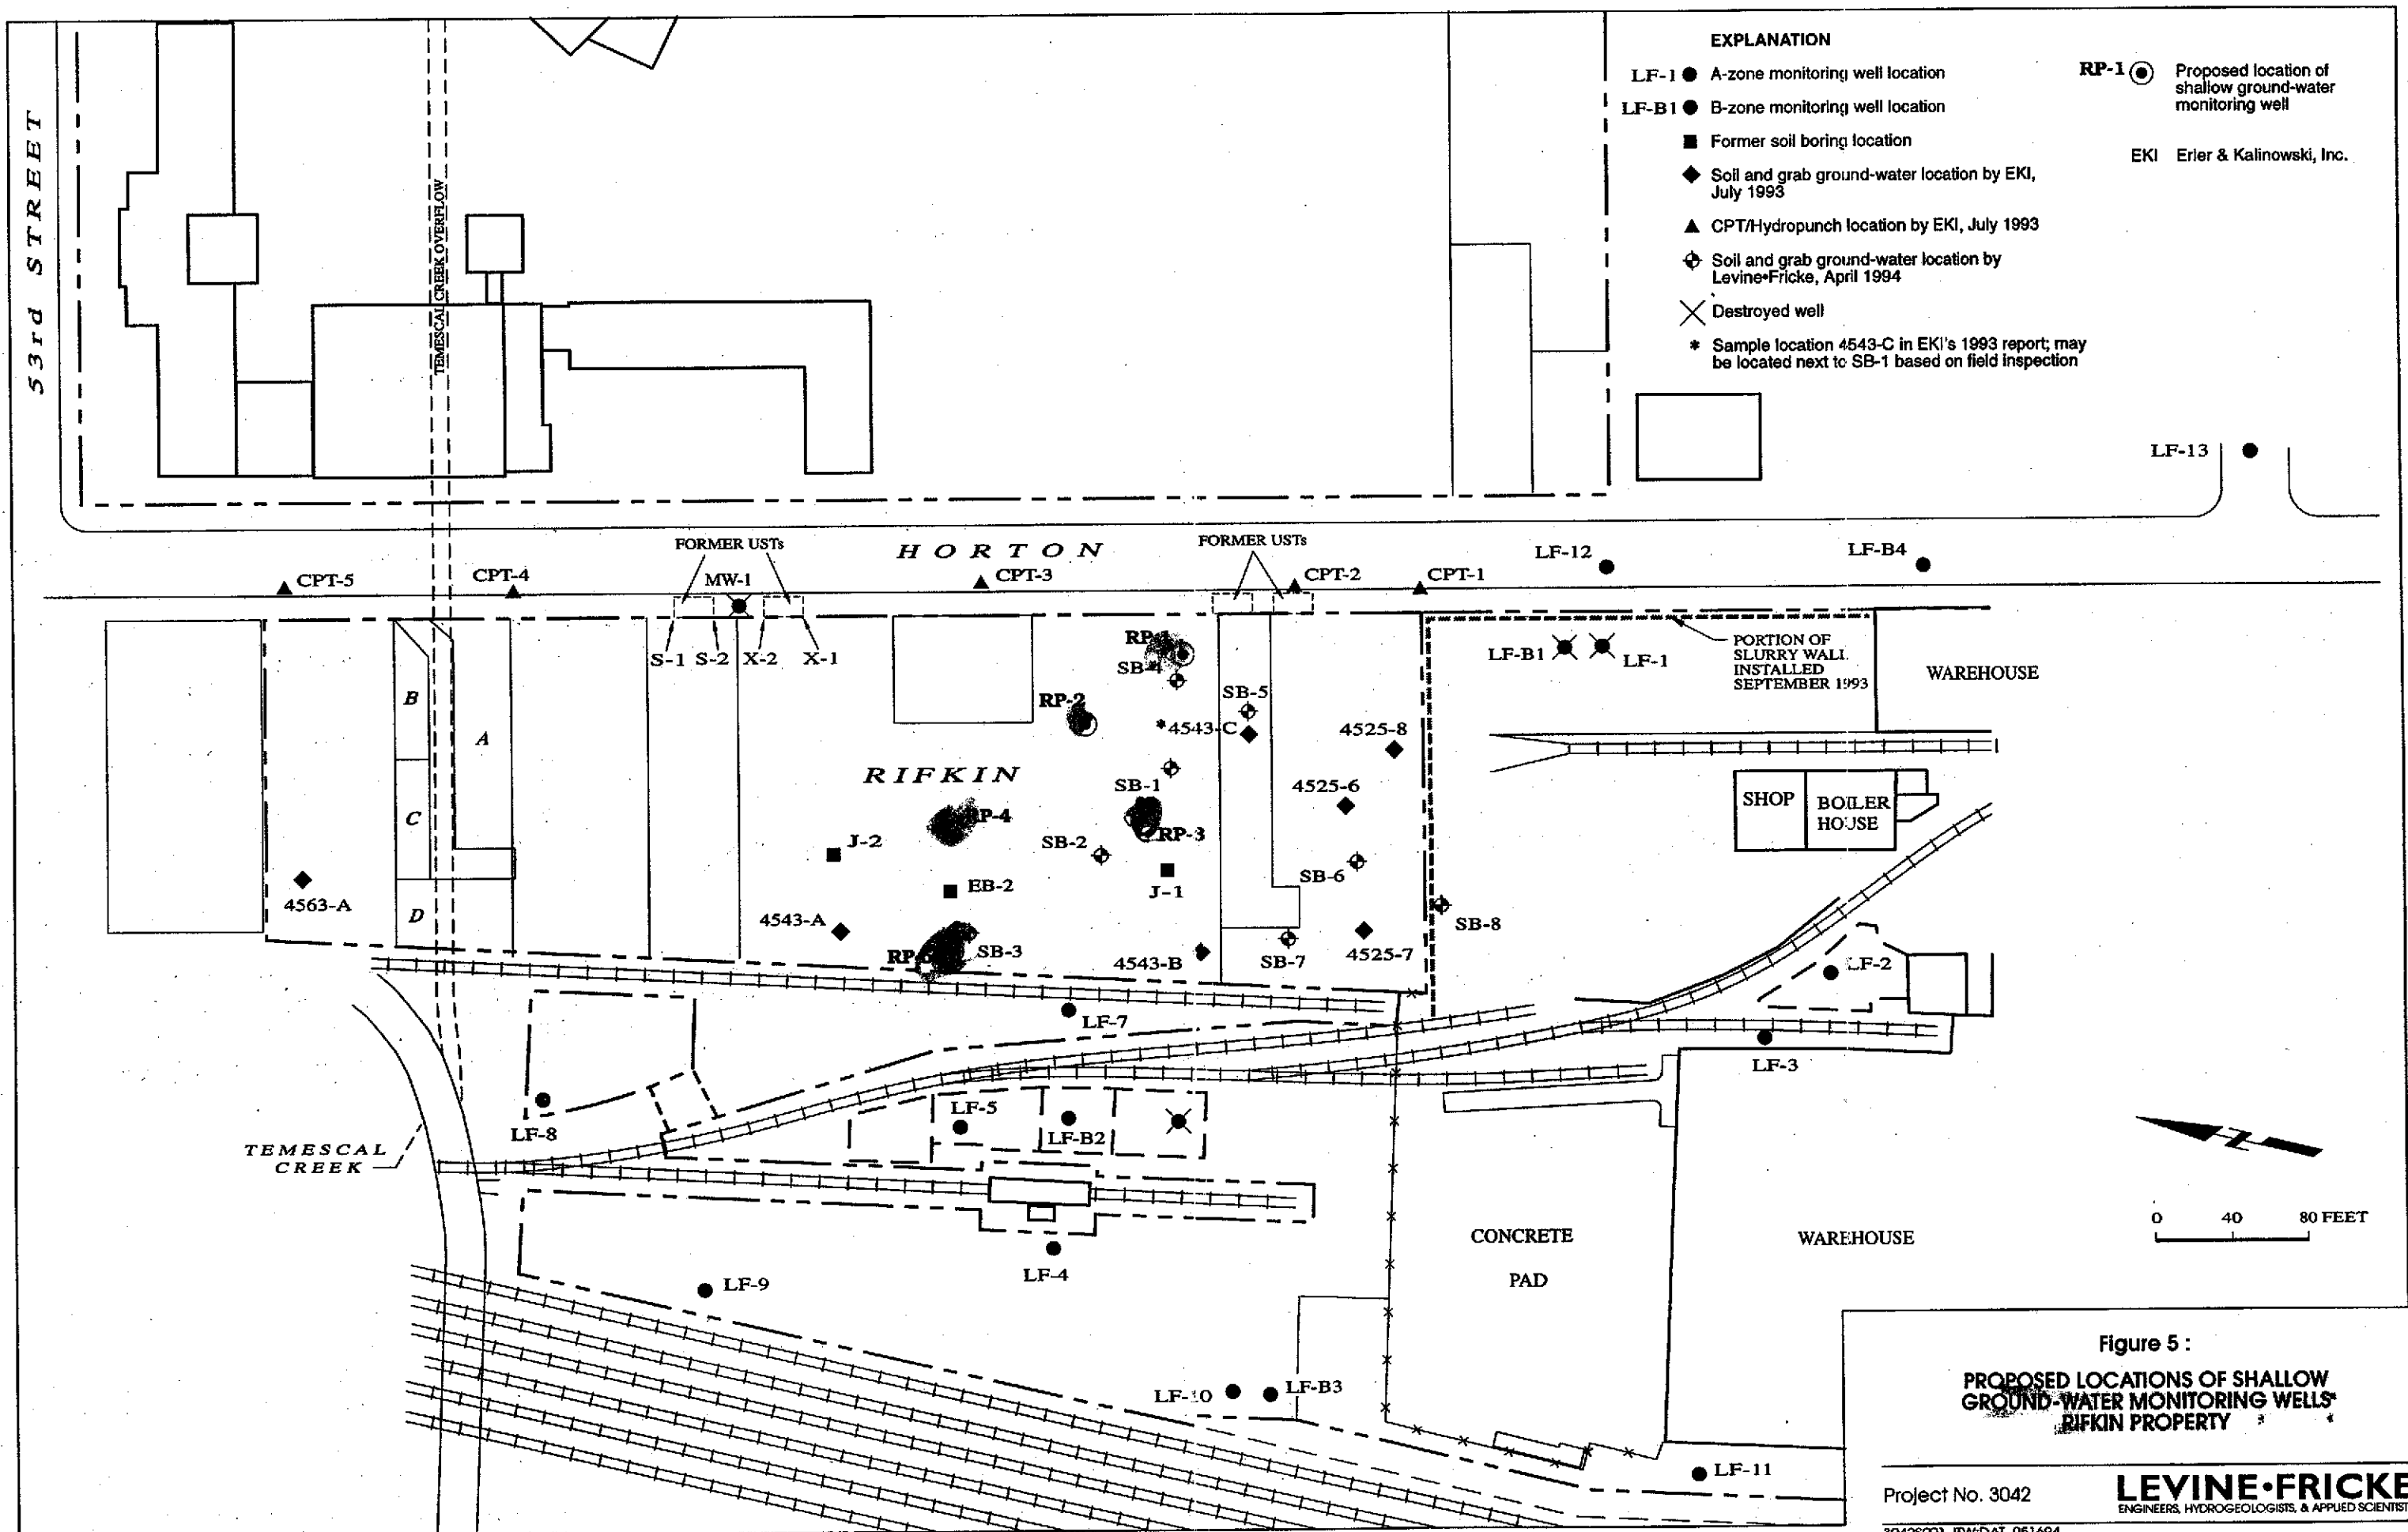 EXPLANATION
LF-1 A-zone monitoring well location
LF-B1 B-zone monitoring well location
Former soil boring location
Soil and grab ground-water location by EKI,
July 1993
CPT/Hydropunch location by EKI, July 1993
Soil and grab ground-water location by
Levine•Fricke, April 1994
Destroyed well
* Sample location 4543-C in EKI's 1993 report; may
be located next to SB-1 based on field inspection
RP-1 Proposed location of
shallow ground-water
monitoring well
EKI Erler & Kalinowski, Inc.
53rd STREET
TEMESCAL CREEK OVERFLOW
LF-13
HORTON
FORMER USTs
FORMER USTs
CPT-5
CPT-4
MW-1
CPT-3
CPT-2
CPT-1
LF-12
LF-B4
S-1
S-2
X-2
X-1
RP-1
SB-4
LF-B1
LF-1
PORTION OF
SLURRY WALL
INSTALLED
SEPTEMBER 1993
WAREHOUSE
B
A
RP-2
SB-5
*4543-C
4525-8
RIFKIN
SB-1
4525-6
SHOP
BOILER
HOUSE
C
RP-4
RP-3
J-2
SB-2
SB-6
EB-2
J-1
4563-A
D
4543-A
SB-8
SB-3
4543-B
SB-7
4525-7
LF-2
LF-7
LF-3
LF-8
LF-5
LF-B2
TEMESCAL
CREEK
CONCRETE
PAD
WAREHOUSE
0 40 80 FEET
LF-4
LF-9
LF-10
LF-B3
LF-11
Figure 5 :
PROPOSED LOCATIONS OF SHALLOW
GROUND-WATER MONITORING WELLS
RIFKIN PROPERTY
Project No. 3042
LEVINE•FRICKE
ENGINEERS, HYDROGEOLOGISTS, & APPLIED SCIENTIST